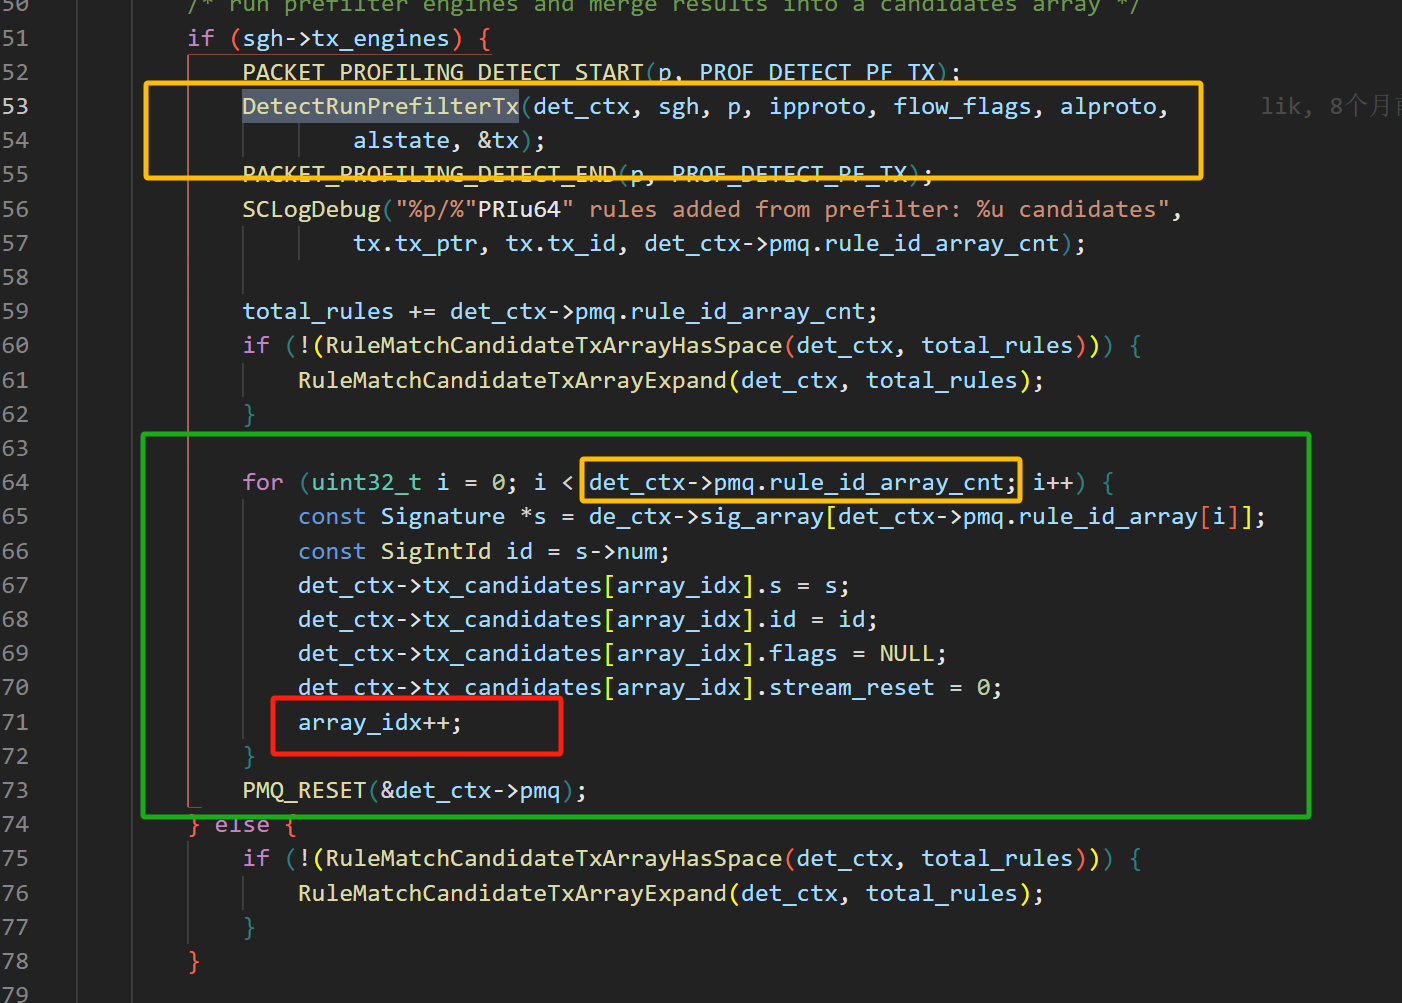 50 /* run prefilter engines and merge results into a candidates array */
51 if (sgh->tx_engines) {
52 PACKET_PROFILING_DETECT_START(p, PROF_DETECT_PF_TX);
53 DetectRunPrefilterTx(det_ctx, sgh, p, ipproto, flow_flags, alproto, lik, 8个月前
54 alstate, &tx);
55 PACKET_PROFILING_DETECT_END(p, PROF_DETECT_PF_TX);
56 SCLogDebug("%p/%"PRIu64" rules added from prefilter: %u candidates",
57 tx.tx_ptr, tx.tx_id, det_ctx->pmq.rule_id_array_cnt);
58
59 total_rules += det_ctx->pmq.rule_id_array_cnt;
60 if (!(RuleMatchCandidateTxArrayHasSpace(det_ctx, total_rules))) {
61 RuleMatchCandidateTxArrayExpand(det_ctx, total_rules);
62 }
63
64 for (uint32_t i = 0; i < det_ctx->pmq.rule_id_array_cnt; i++) {
65 const Signature *s = de_ctx->sig_array[det_ctx->pmq.rule_id_array[i]];
66 const SigIntId id = s->num;
67 det_ctx->tx_candidates[array_idx].s = s;
68 det_ctx->tx_candidates[array_idx].id = id;
69 det_ctx->tx_candidates[array_idx].flags = NULL;
70 det_ctx->tx_candidates[array_idx].stream_reset = 0;
71 array_idx++;
72 }
73 PMQ_RESET(&det_ctx->pmq);
74 } else {
75 if (!(RuleMatchCandidateTxArrayHasSpace(det_ctx, total_rules))) {
76 RuleMatchCandidateTxArrayExpand(det_ctx, total_rules);
77 }
78 }
79